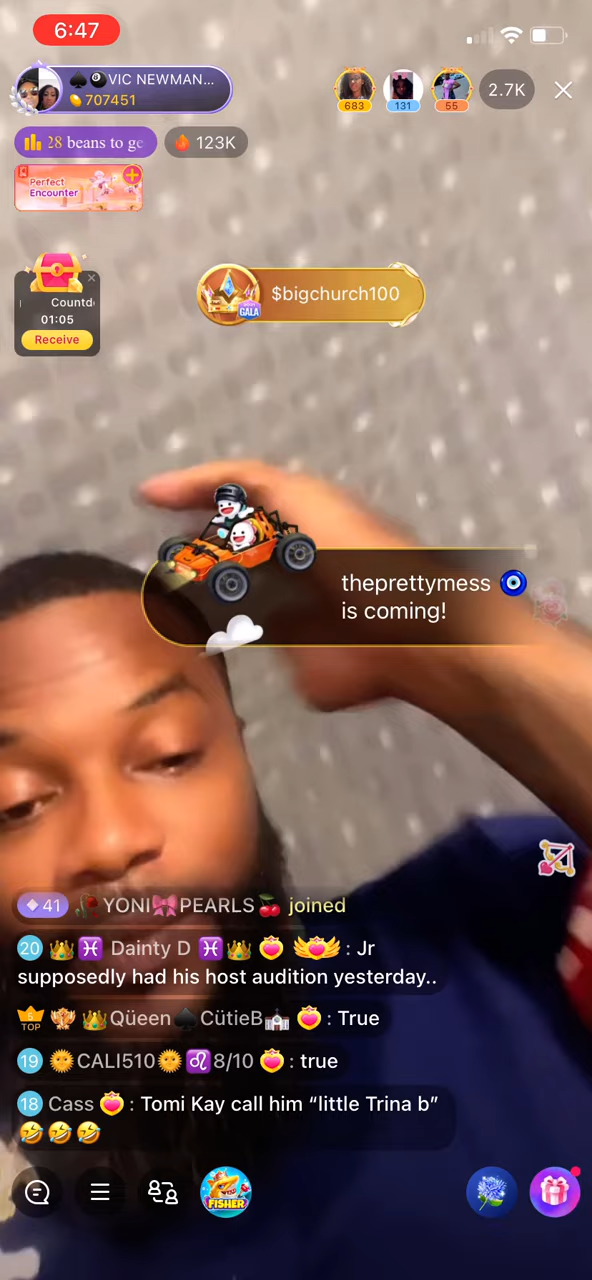 6:47
♠️🎱VIC NEWMAN...
707451
683
131
55
2.7K
28 beans to ge
123K
Perfect
Encounter
Countd
01:05
Receive
GALA
$bigchurch100
theprettymess 🧿
is coming!
41 🥀YONI🎀PEARLS🍒 joined
20 👑♓ Dainty D ♓👑 : Jr
supposedly had his host audition yesterday..
5 TOP 👑Qüeen♠️CütieB💒 : True
19 🌞CALI510🌞♌8/10 : true
18 Cass : Tomi Kay call him “little Trina b”
🤣🤣🤣
FISHER